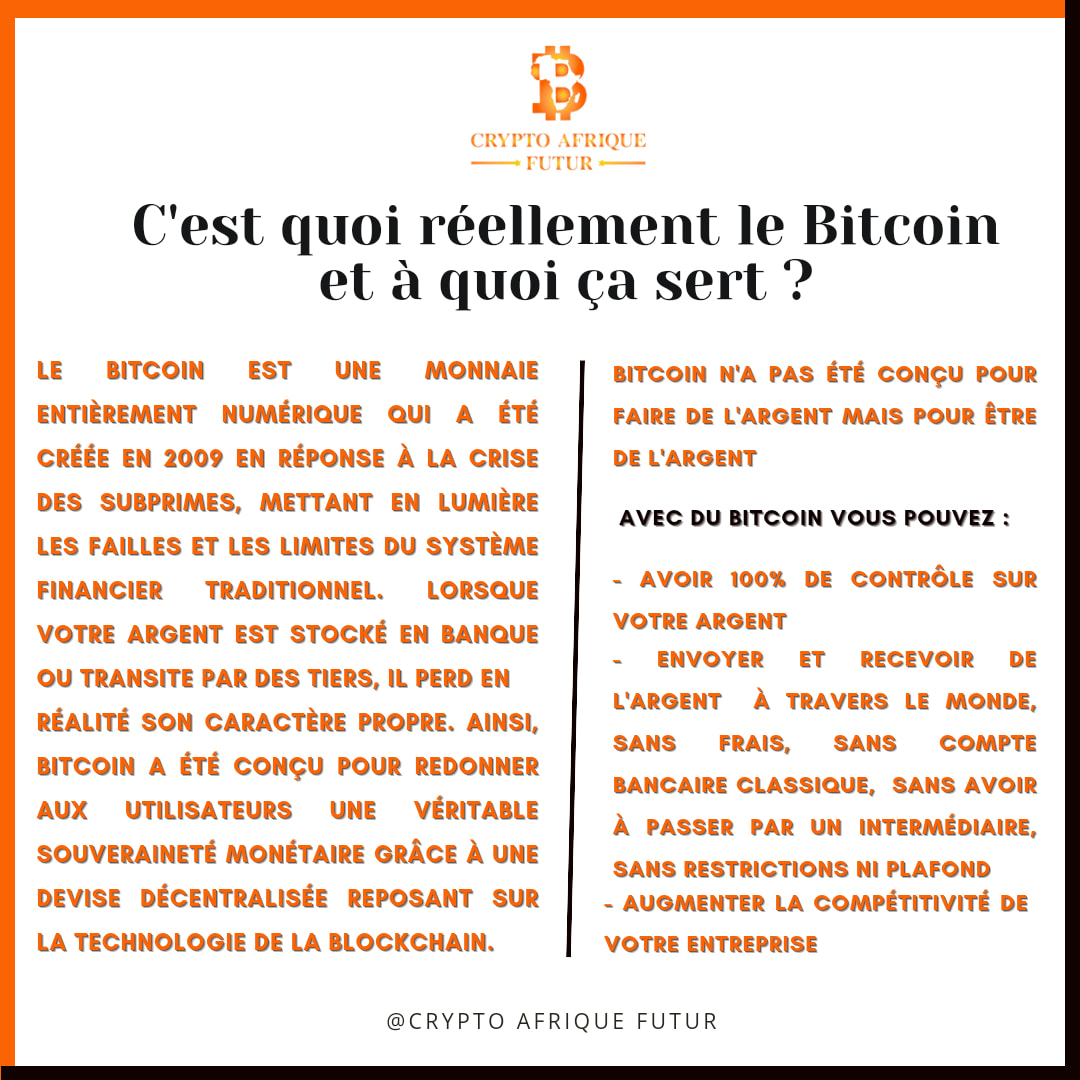 CRYPTO AFRIQUE
FUTUR
C'est quoi réellement le Bitcoin
et à quoi ça sert ?
LE BITCOIN EST UNE MONNAIE
ENTIÈREMENT NUMÉRIQUE QUI A ÉTÉ
CRÉÉE EN 2009 EN RÉPONSE À LA CRISE
DES SUBPRIMES, METTANT EN LUMIÈRE
LES FAILLES ET LES LIMITES DU SYSTÈME
FINANCIER TRADITIONNEL. LORSQUE
VOTRE ARGENT EST STOCKÉ EN BANQUE
OU TRANSITE PAR DES TIERS, IL PERD EN
RÉALITÉ SON CARACTÈRE PROPRE. AINSI,
BITCOIN A ÉTÉ CONÇU POUR REDONNER
AUX UTILISATEURS UNE VÉRITABLE
SOUVERAINETÉ MONÉTAIRE GRÂCE À UNE
DEVISE DÉCENTRALISÉE REPOSANT SUR
LA TECHNOLOGIE DE LA BLOCKCHAIN.
BITCOIN N'A PAS ÉTÉ CONÇU POUR
FAIRE DE L'ARGENT MAIS POUR ÊTRE
DE L'ARGENT
AVEC DU BITCOIN VOUS POUVEZ :
- AVOIR 100% DE CONTRÔLE SUR
VOTRE ARGENT
- ENVOYER ET RECEVOIR DE
L'ARGENT À TRAVERS LE MONDE,
SANS FRAIS, SANS COMPTE
BANCAIRE CLASSIQUE, SANS AVOIR
À PASSER PAR UN INTERMÉDIAIRE,
SANS RESTRICTIONS NI PLAFOND
- AUGMENTER LA COMPÉTITIVITÉ DE
VOTRE ENTREPRISE
@CRYPTO AFRIQUE FUTUR